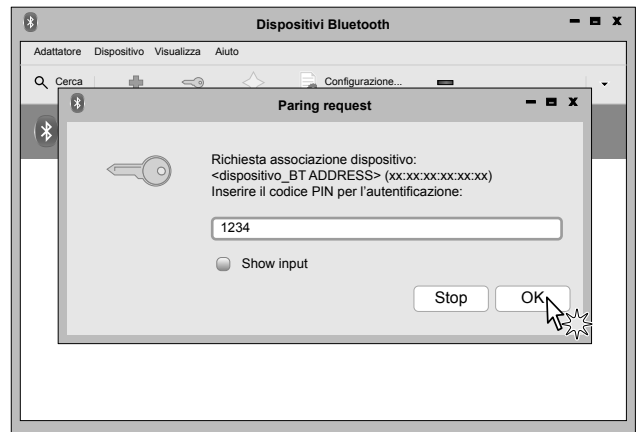 Dispositivi Bluetooth
Adattatore Dispositivo Visualizza Aiuto
Cerca Configurazione...
Paring request
Richiesta associazione dispositivo:
<dispositivo_BT ADDRESS> (xx:xx:xx:xx:xx:xx)
Inserire il codice PIN per l'autentificazione:
1234
Show input
Stop OK